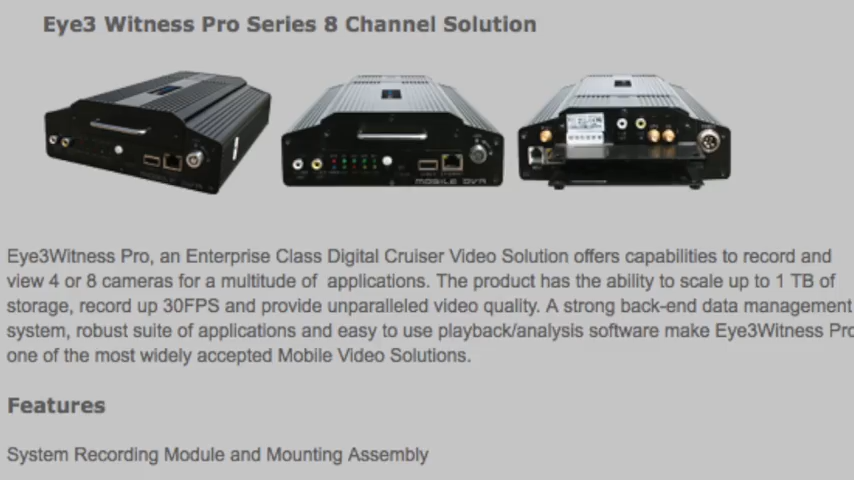 Eye3 Witness Pro Series 8 Channel Solution
MOBILE DVR
Eye3Witness Pro, an Enterprise Class Digital Cruiser Video Solution offers capabilities to record and
view 4 or 8 cameras for a multitude of applications. The product has the ability to scale up to 1 TB of
storage, record up 30FPS and provide unparalleled video quality. A strong back-end data management
system, robust suite of applications and easy to use playback/analysis software make Eye3Witness Pro
one of the most widely accepted Mobile Video Solutions.
Features
System Recording Module and Mounting Assembly